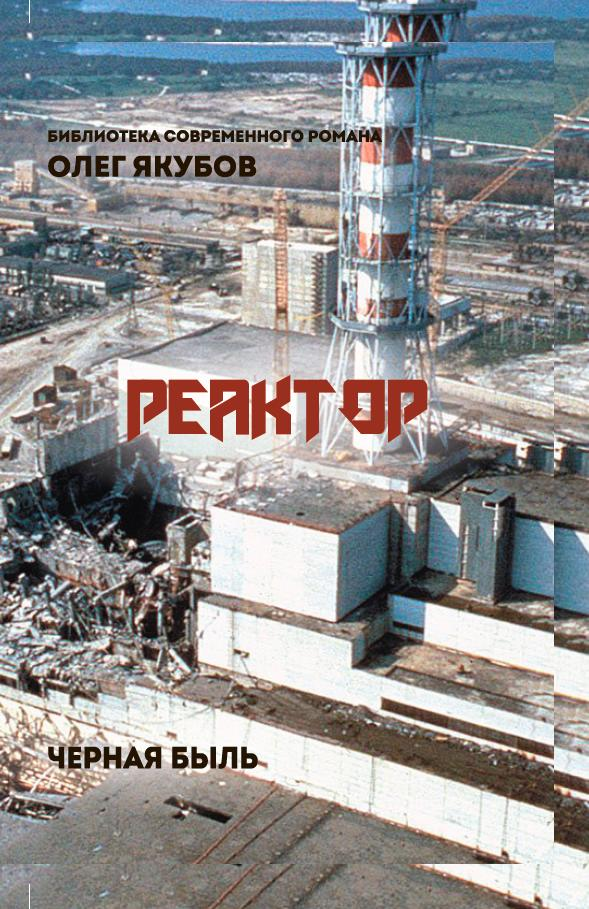 БИБЛИОТЕКА СОВРЕМЕННОГО РОМАНА
ОЛЕГ ЯКУБОВ
РЕАКТОР
ЧЕРНАЯ БЫЛЬ